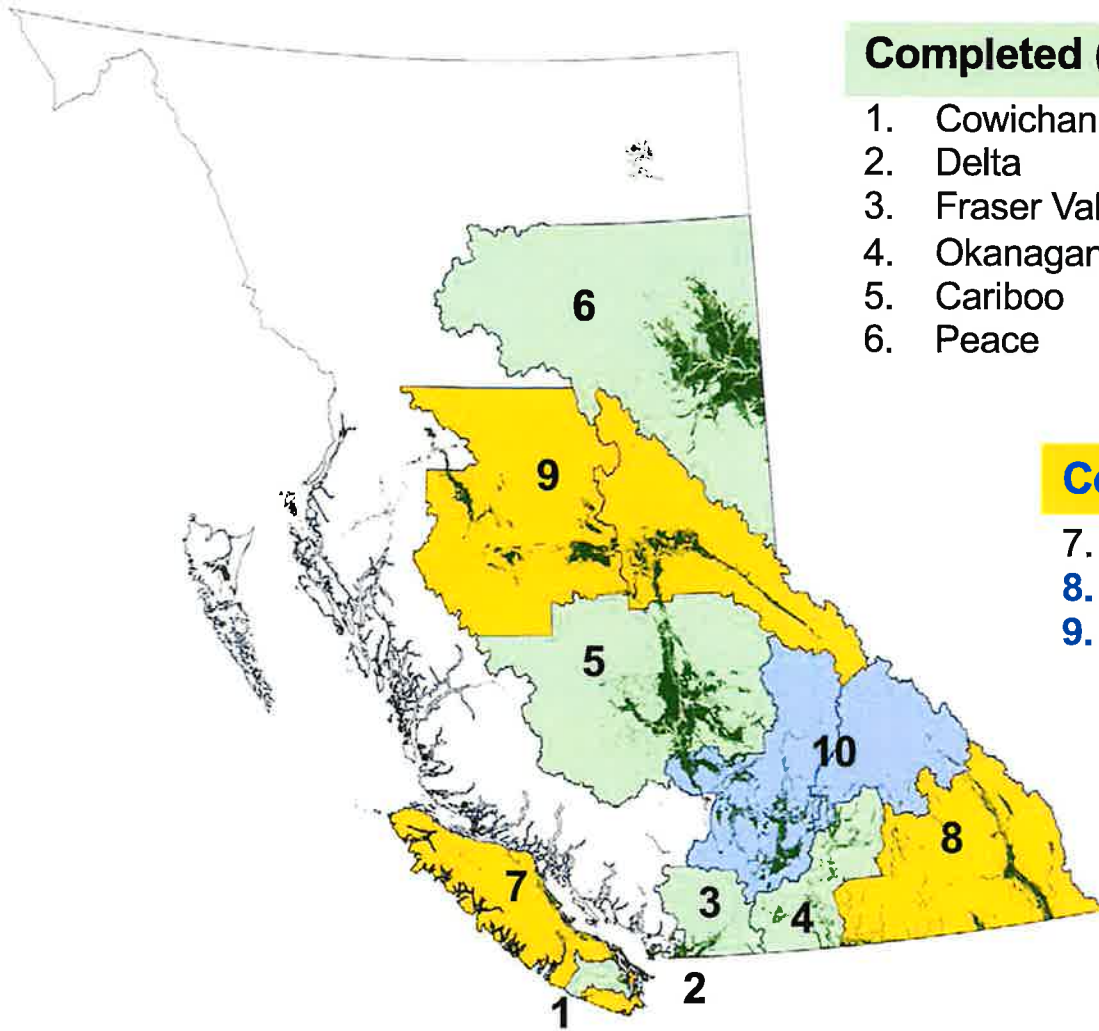 Completed (
1. Cowichan
2. Delta
3. Fraser Val
4. Okanagan
5. Cariboo
6. Peace
Co
7.
8.
9.
6
9
5
10
8
7
3
4
2
1